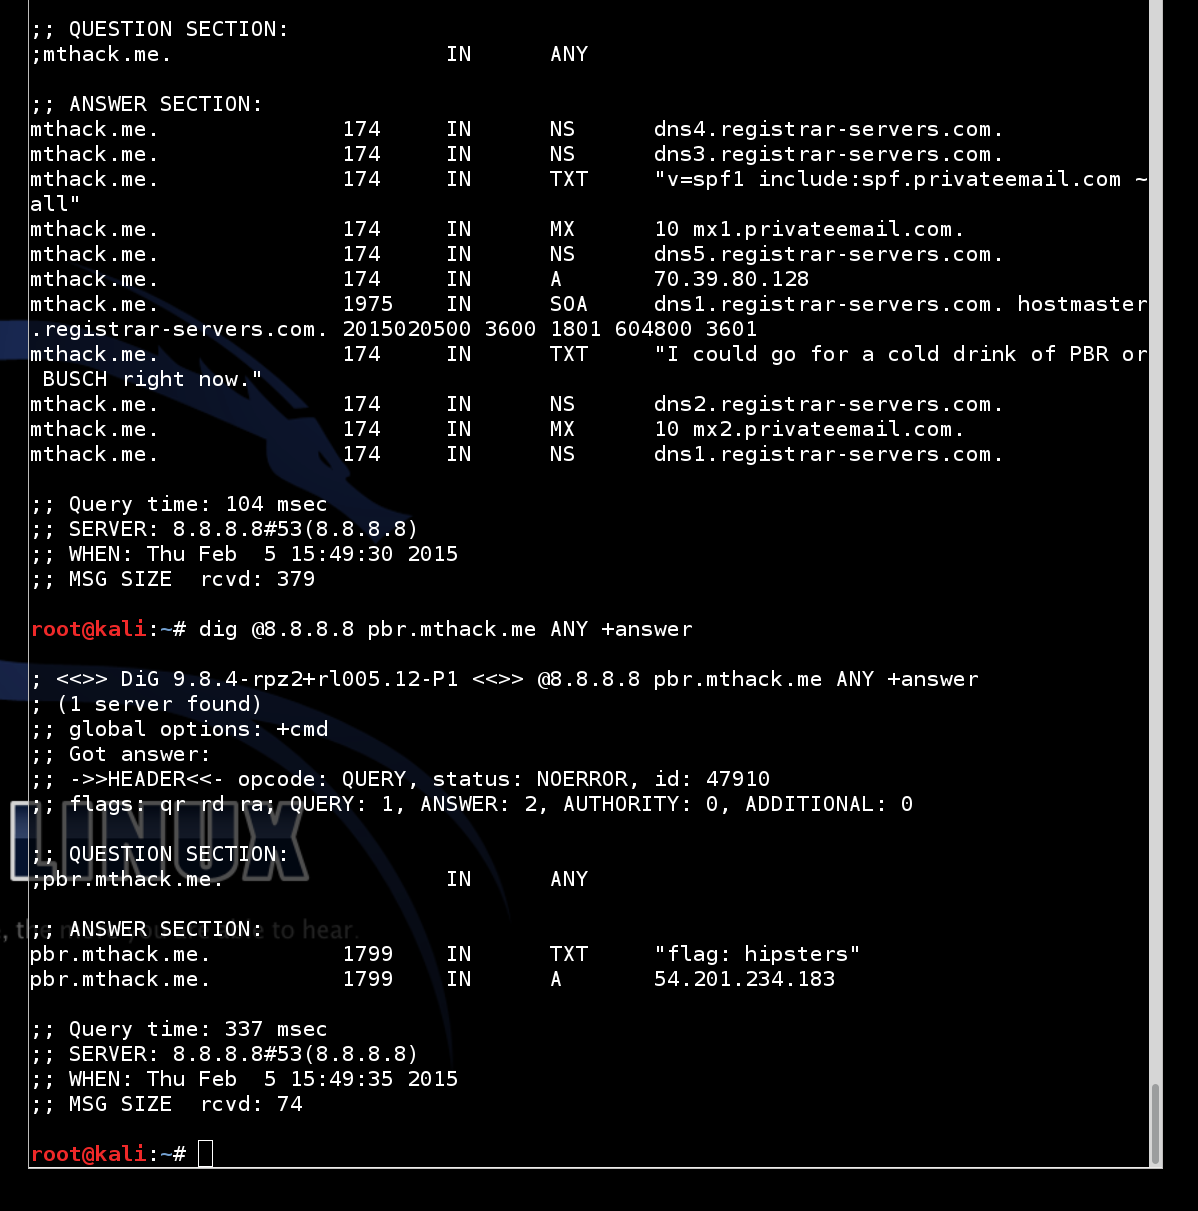 ;; QUESTION SECTION:
;mthack.me. IN ANY
;; ANSWER SECTION:
mthack.me. 174 IN NS dns4.registrar-servers.com.
mthack.me. 174 IN NS dns3.registrar-servers.com.
mthack.me. 174 IN TXT "v=spf1 include:spf.privateemail.com ~
all"
mthack.me. 174 IN MX 10 mx1.privateemail.com.
mthack.me. 174 IN NS dns5.registrar-servers.com.
mthack.me. 174 IN A 70.39.80.128
mthack.me. 1975 IN SOA dns1.registrar-servers.com. hostmaster
.registrar-servers.com. 2015020500 3600 1801 604800 3601
mthack.me. 174 IN TXT "I could go for a cold drink of PBR or
BUSCH right now."
mthack.me. 174 IN NS dns2.registrar-servers.com.
mthack.me. 174 IN MX 10 mx2.privateemail.com.
mthack.me. 174 IN NS dns1.registrar-servers.com.
;; Query time: 104 msec
;; SERVER: 8.8.8.8#53(8.8.8.8)
;; WHEN: Thu Feb  5 15:49:30 2015
;; MSG SIZE  rcvd: 379
root@kali:~# dig @8.8.8.8 pbr.mthack.me ANY +answer
; <<>> DiG 9.8.4-rpz2+rl005.12-P1 <<>> @8.8.8.8 pbr.mthack.me ANY +answer
; (1 server found)
;; global options: +cmd
;; Got answer:
;; ->>HEADER<<- opcode: QUERY, status: NOERROR, id: 47910
;; flags: qr rd ra; QUERY: 1, ANSWER: 2, AUTHORITY: 0, ADDITIONAL: 0
LINUX
;; QUESTION SECTION:
;pbr.mthack.me. IN ANY
;; ANSWER SECTION:
to hear.
pbr.mthack.me. 1799 IN TXT "flag: hipsters"
pbr.mthack.me. 1799 IN A 54.201.234.183
;; Query time: 337 msec
;; SERVER: 8.8.8.8#53(8.8.8.8)
;; WHEN: Thu Feb  5 15:49:35 2015
;; MSG SIZE  rcvd: 74
root@kali:~#